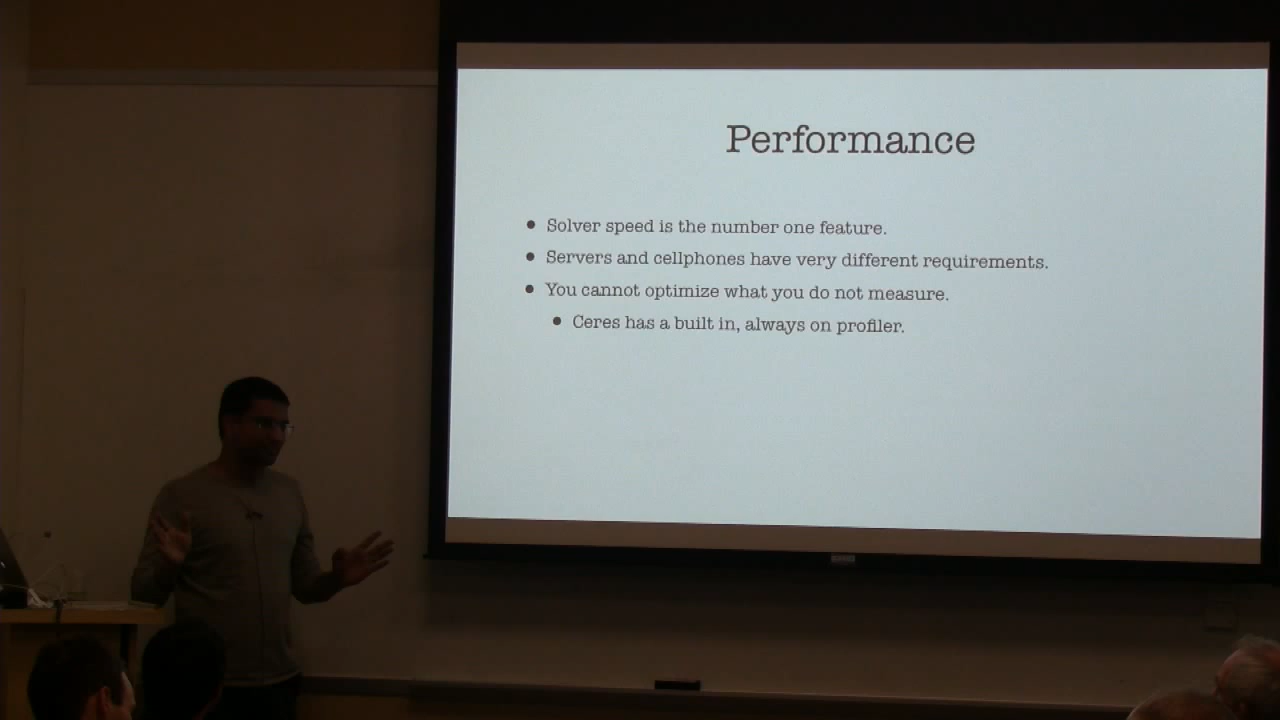 Performance
Solver speed is the number one feature.
Servers and cellphones have very different requirements.
You cannot optimize what you do not measure.
Ceres has a built in, always on profiler.